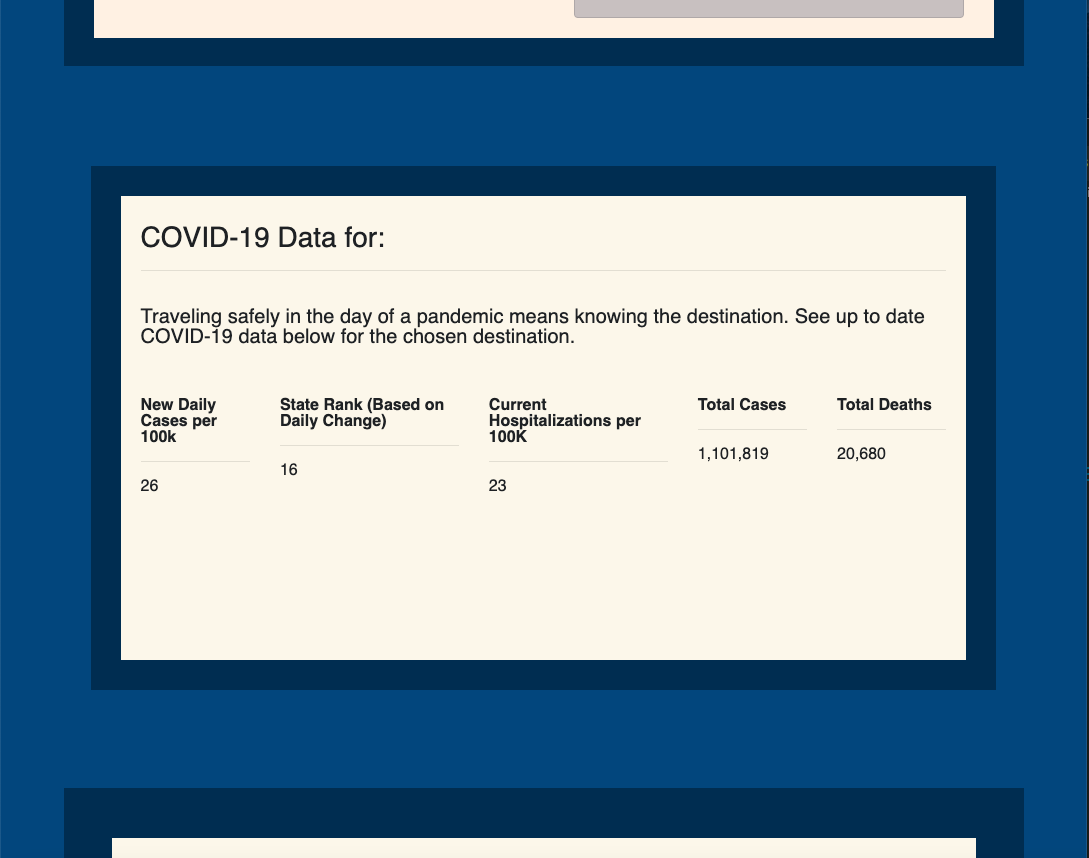 COVID-19 Data for:
Traveling safely in the day of a pandemic means knowing the destination. See up to date
COVID-19 data below for the chosen destination.
New Daily
Cases per
100k
26
State Rank (Based on
Daily Change)
16
Current
Hospitalizations per
100K
23
Total Cases
1,101,819
Total Deaths
20,680